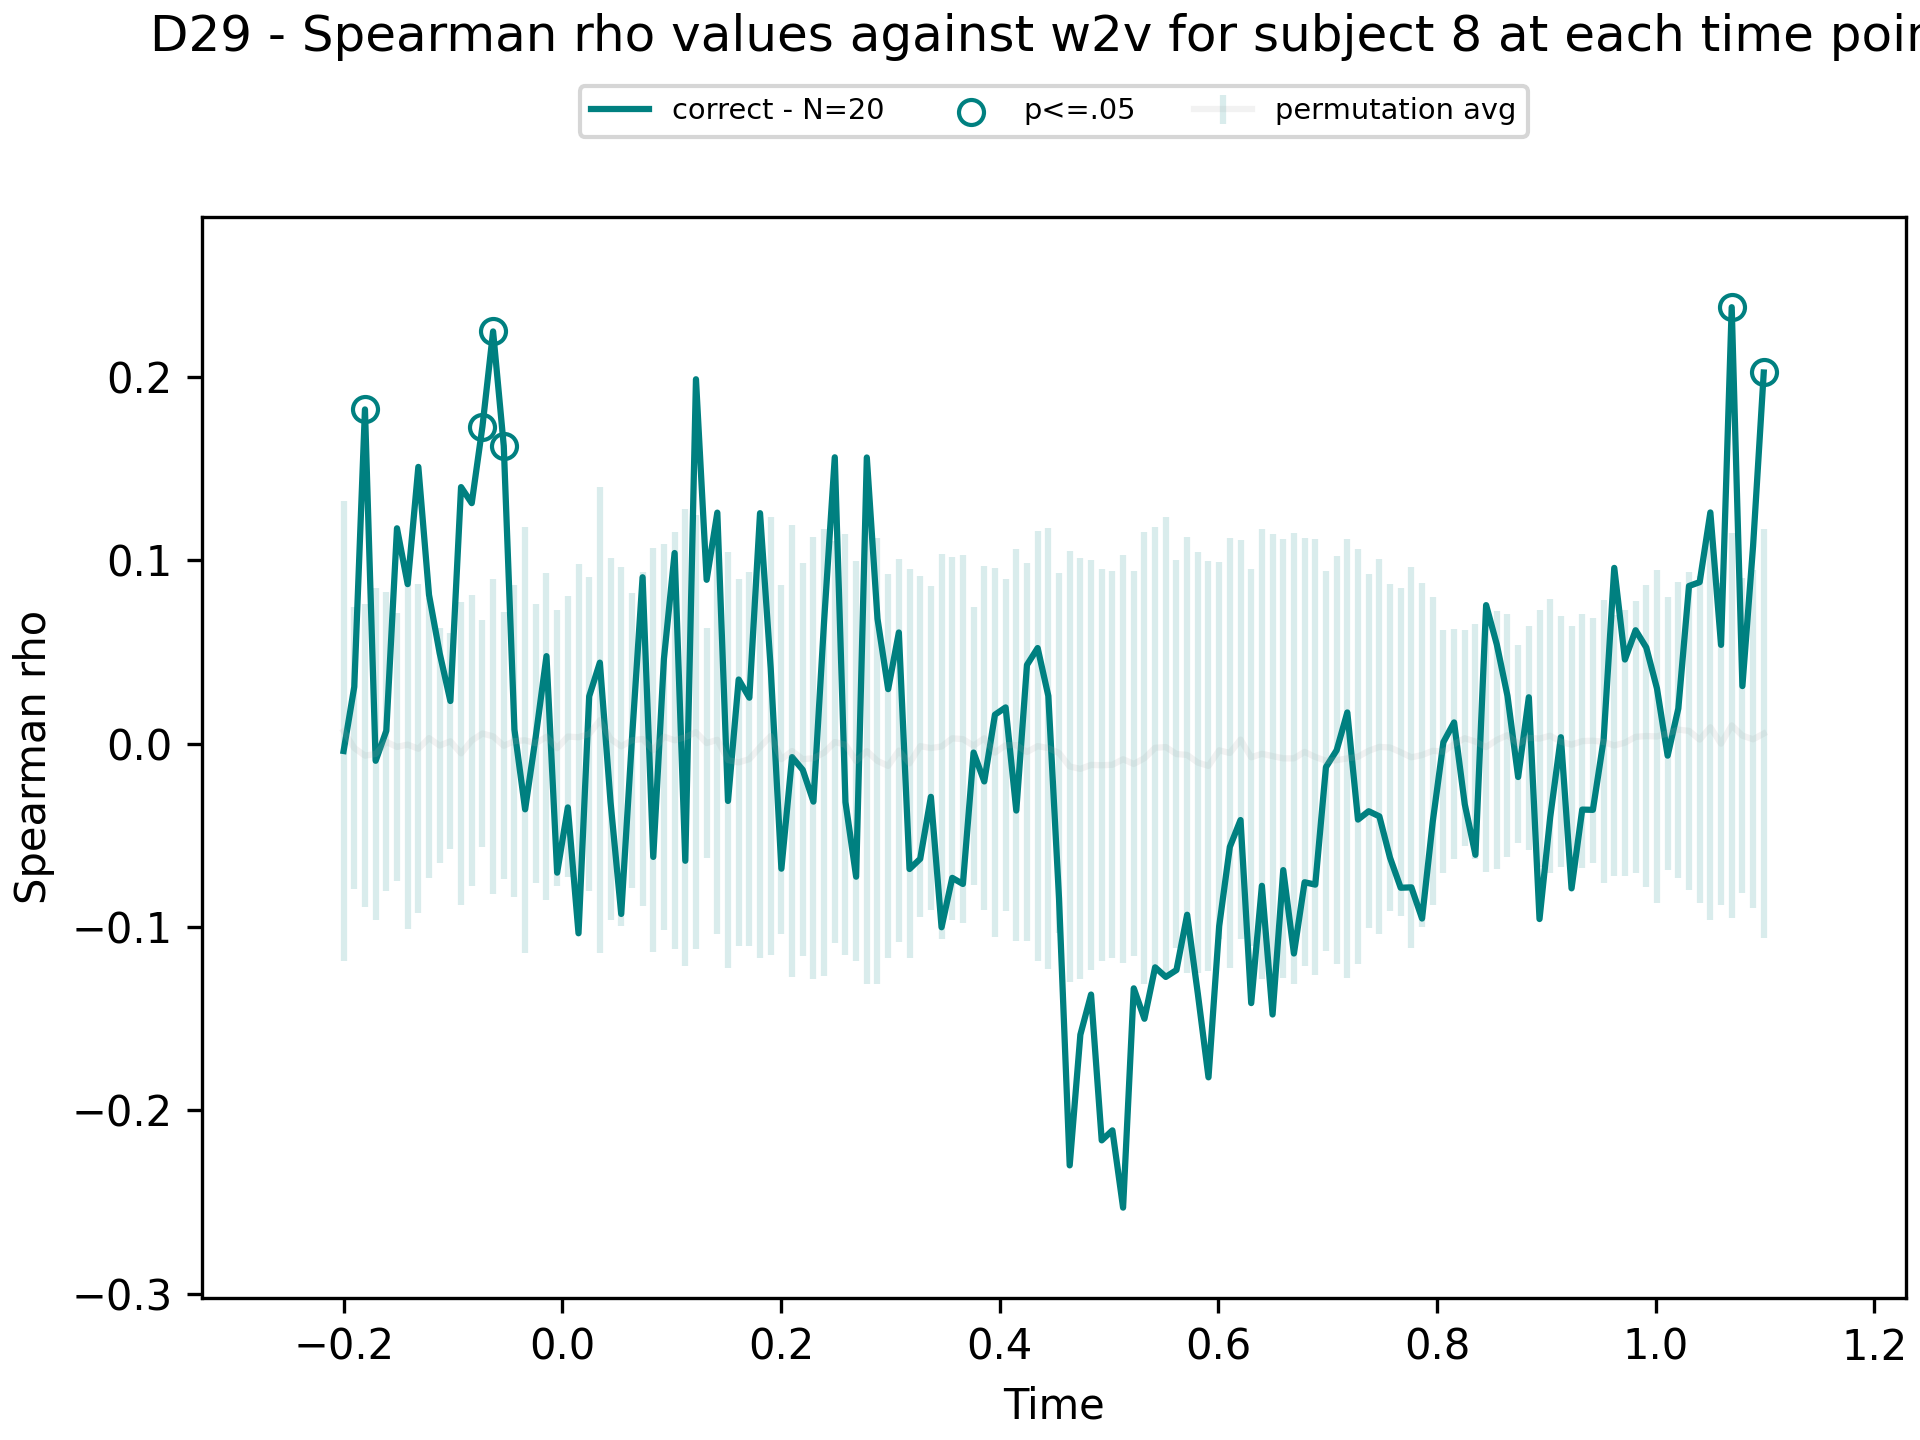 D29 - Spearman rho values against w2v for subject 8 at each time
correct - N=20 p<=.05 permutation avg
Spearman rho
0.2
0.1
0.0
−0.1
−0.2
−0.3
−0.2 0.0 0.2 0.4 0.6 0.8 1.0 1.2
Time